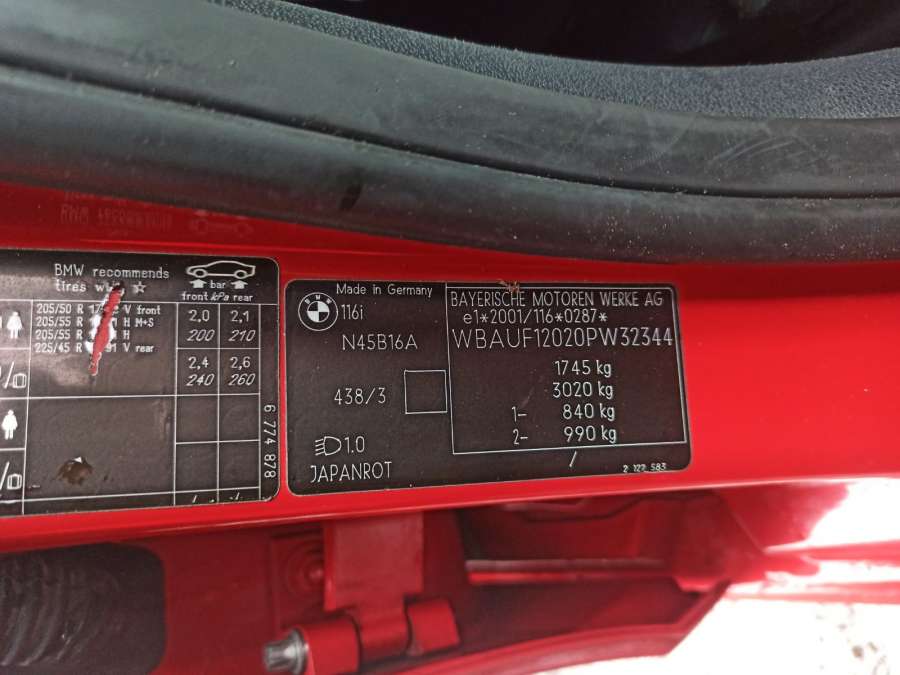 BMW recommends
tires
bar
front kPa rear
205/50 R 17 V front
205/55 R H M+S
205/55 R H
225/45 R 91 V rear
2,0 2,1
200 210
2,4 2,6
240 260
6 774 878
Made in Germany
BMW
116i
N45B16A
438/3
1.0
JAPANROT
BAYERISCHE MOTOREN WERKE AG
e1*2001/116*0287*
WBAUF12020PW32344
1745 kg
3020 kg
1- 840 kg
2- 990 kg
/
2 122 583